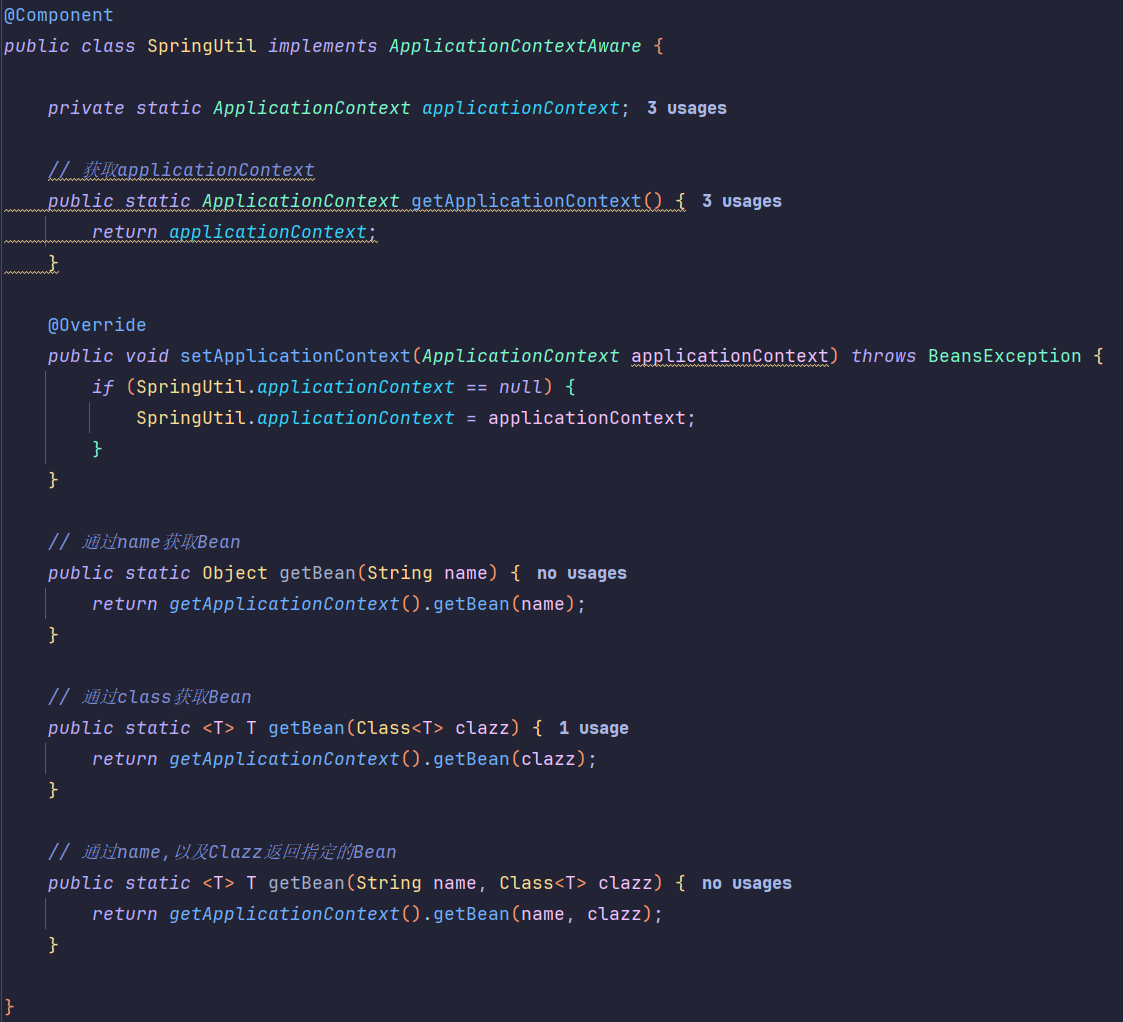 @Component
public class SpringUtil implements ApplicationContextAware {
private static ApplicationContext applicationContext; 3 usages
// 获取applicationContext
public static ApplicationContext getApplicationContext() { 3 usages
return applicationContext;
}
@Override
public void setApplicationContext(ApplicationContext applicationContext) throws BeansException {
if (SpringUtil.applicationContext == null) {
SpringUtil.applicationContext = applicationContext;
}
}
// 通过name获取Bean
public static Object getBean(String name) { no usages
return getApplicationContext().getBean(name);
}
// 通过class获取Bean
public static <T> T getBean(Class<T> clazz) { 1 usage
return getApplicationContext().getBean(clazz);
}
// 通过name,以及Clazz返回指定的Bean
public static <T> T getBean(String name, Class<T> clazz) { no usages
return getApplicationContext().getBean(name, clazz);
}
}